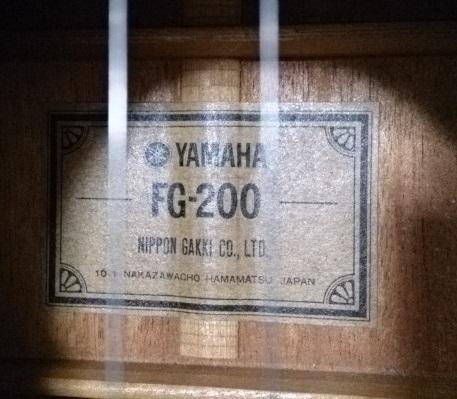 YAMAHA
FG-200
NIPPON GAKKI CO., LTD.
10-1 NAKAZAWACHO HAMAMATSU JAPAN